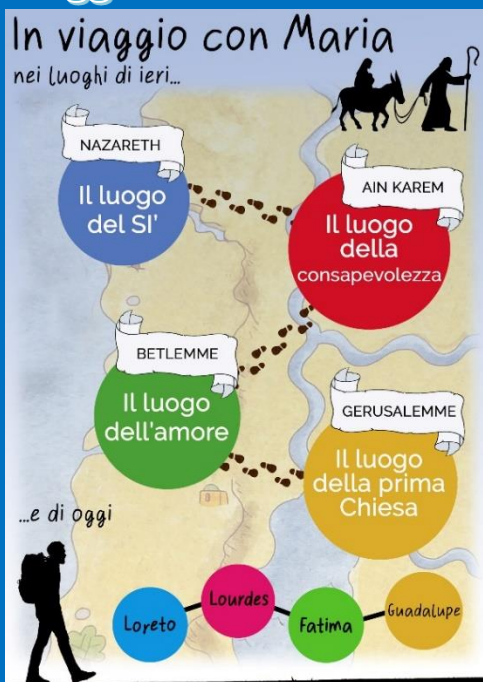 In viaggio con Maria
nei luoghi di ieri...
NAZARETH
Il luogo
del SI'
AIN KAREM
Il luogo
della
consapevolezza
BETLEMME
Il luogo
dell'amore
GERUSALEMME
Il luogo
della prima
Chiesa
...e di oggi
Loreto
Lourdes
Fatima
Guadalupe